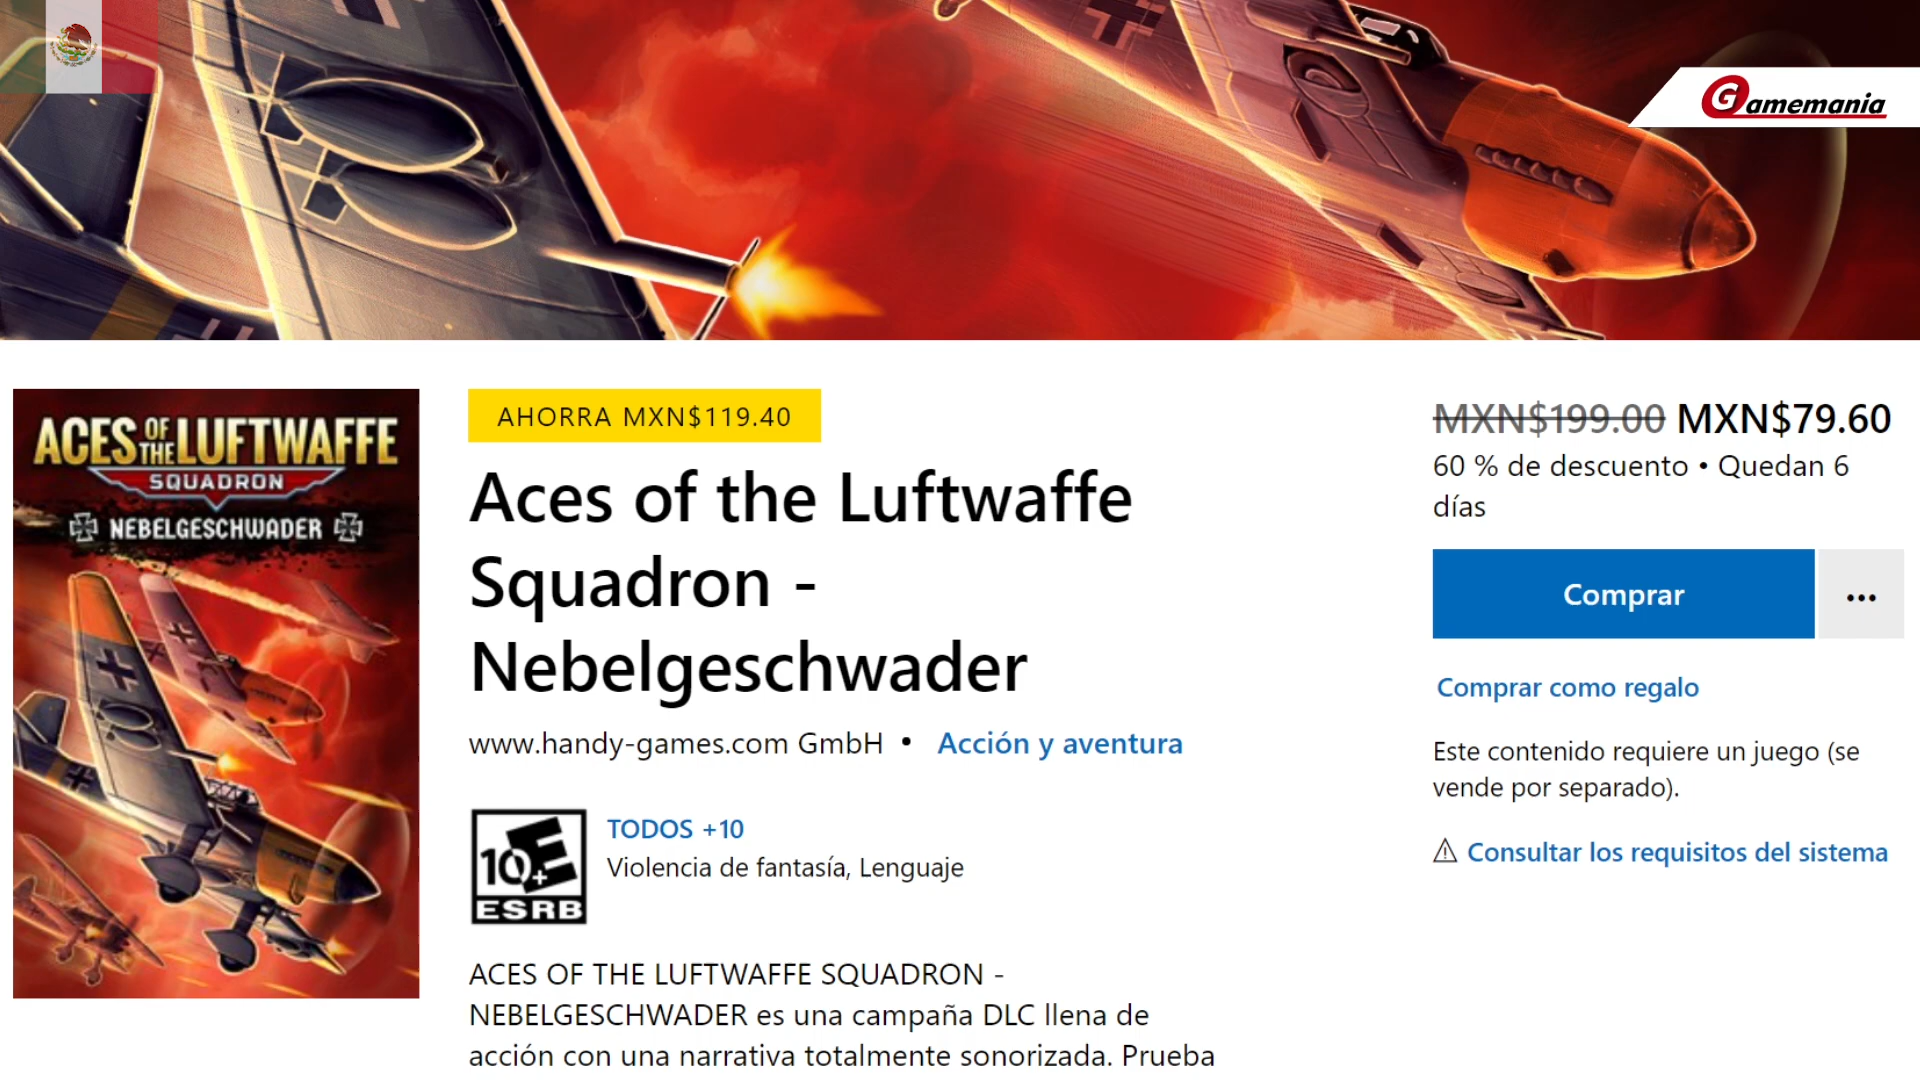 Gamemania
ACES OF THE LUFTWAFFE
SQUADRON
NEBELGESCHWADER
AHORRA MXN$119.40
Aces of the Luftwaffe
Squadron -
Nebelgeschwader
www.handy-games.com GmbH • Acción y aventura
10+ E
ESRB
TODOS +10
Violencia de fantasía, Lenguaje
ACES OF THE LUFTWAFFE SQUADRON -
NEBELGESCHWADER es una campaña DLC llena de
acción con una narrativa totalmente sonorizada. Prueba
MXN$199.00 MXN$79.60
60 % de descuento • Quedan 6
días
Comprar
...
Comprar como regalo
Este contenido requiere un juego (se
vende por separado).
Consultar los requisitos del sistema